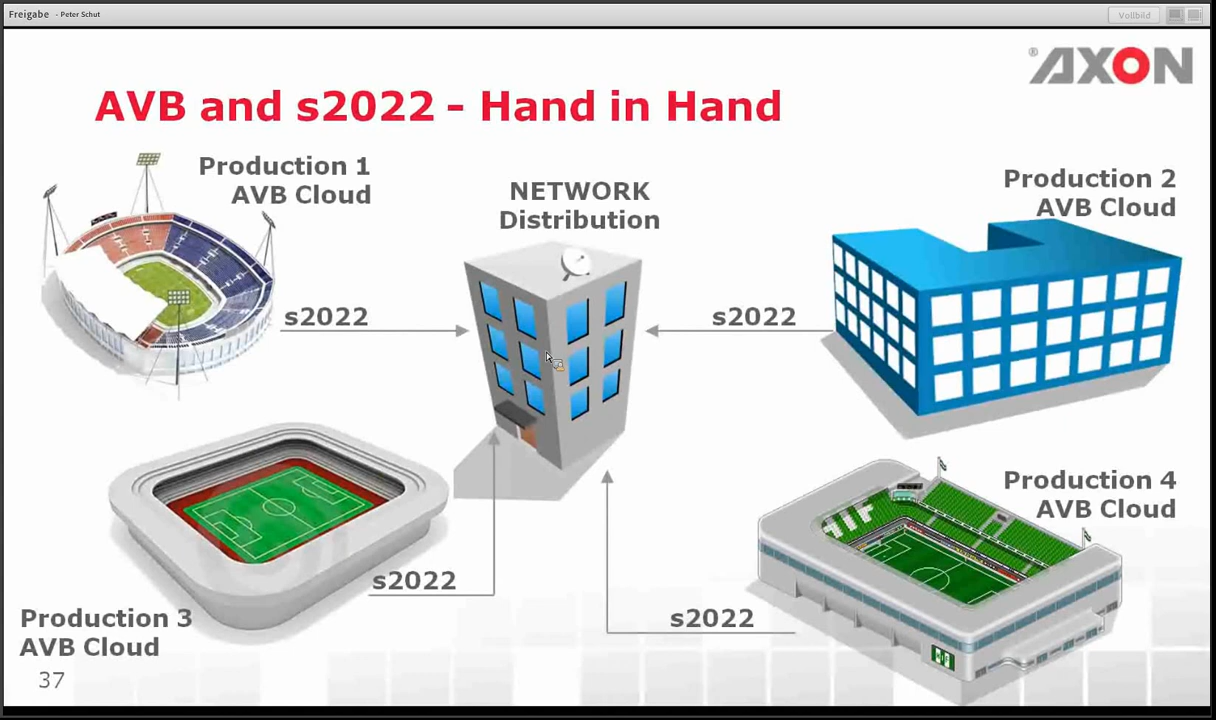 Freigabe - Peter Schut
Vollbild
® AXON
AVB and s2022 - Hand in Hand
Production 1
AVB Cloud
NETWORK
Distribution
Production 2
AVB Cloud
s2022
s2022
Production 4
AVB Cloud
s2022
s2022
Production 3
AVB Cloud
37